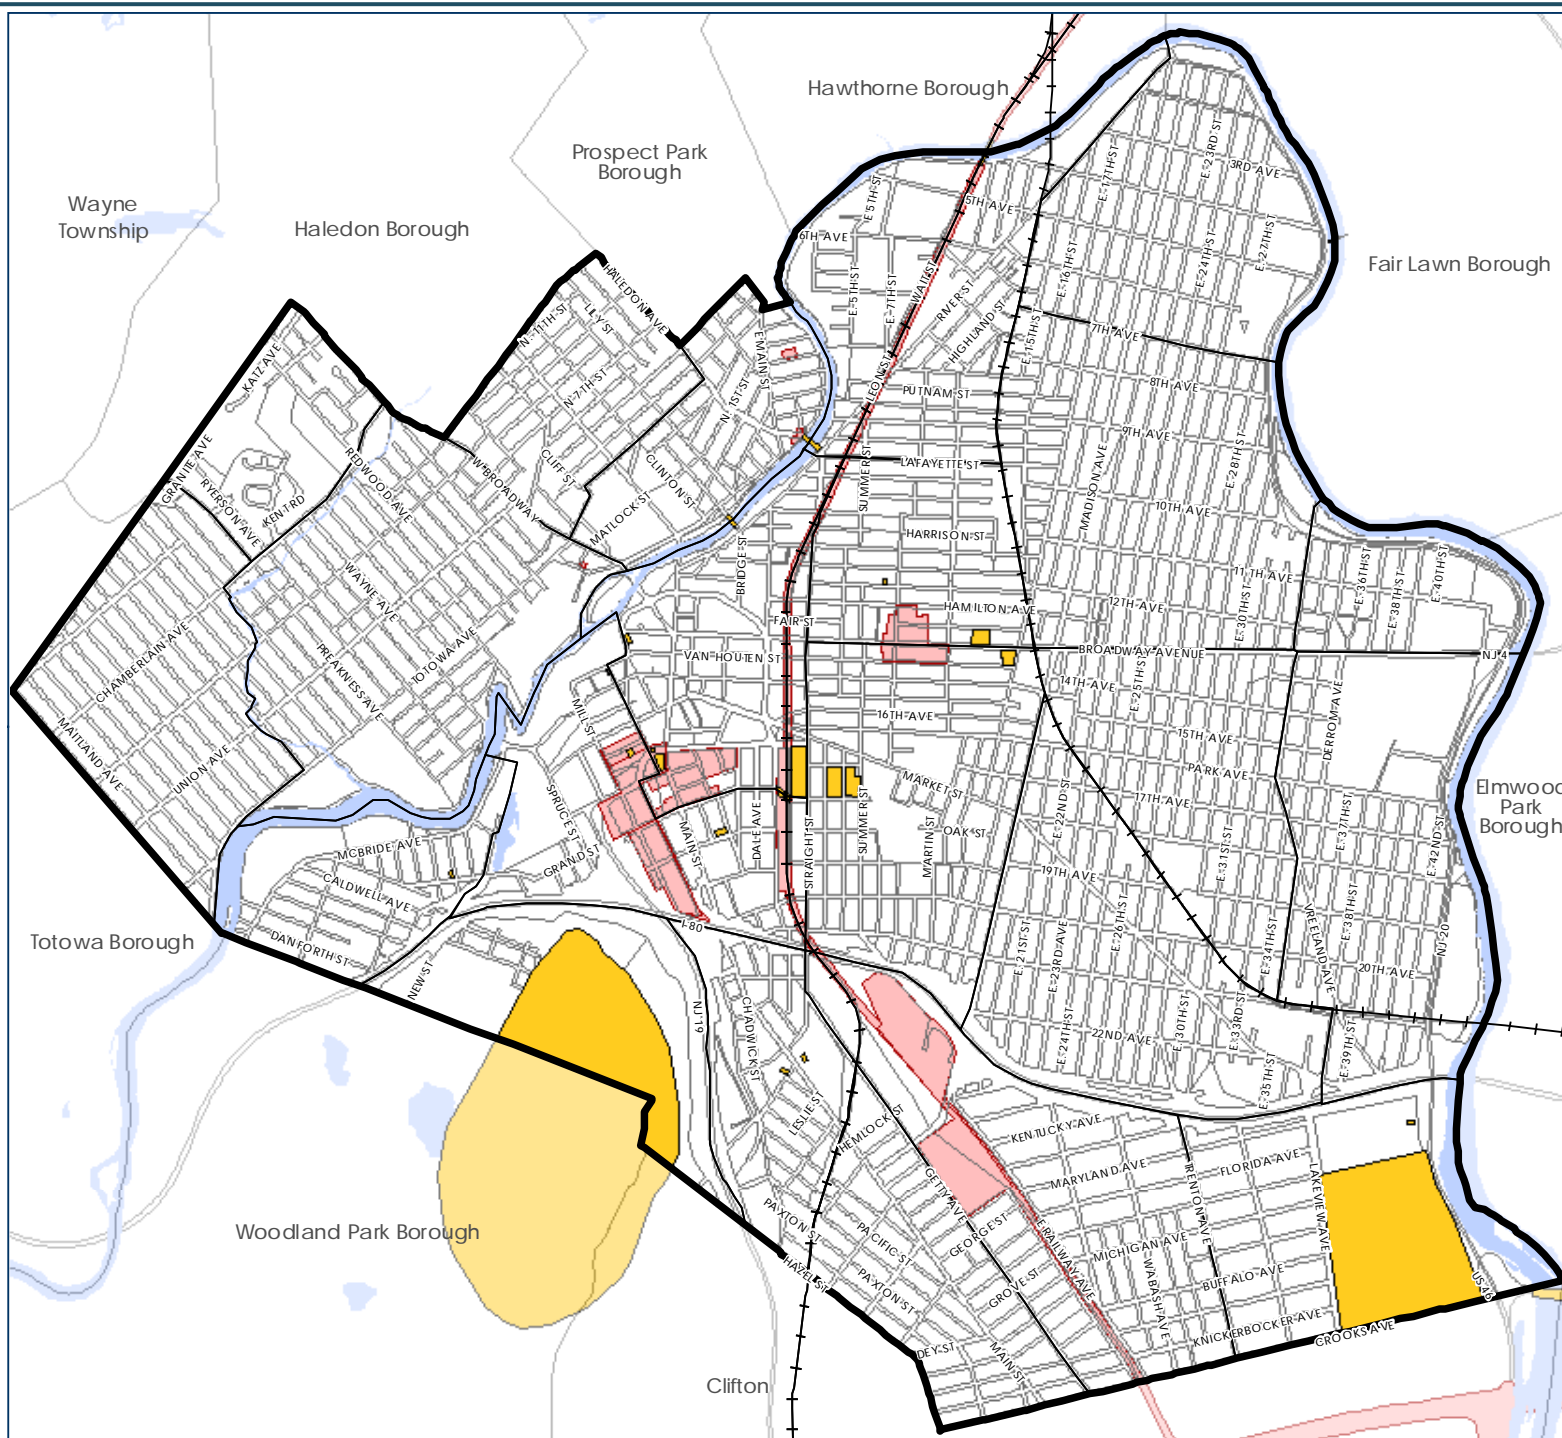 Hawthorne Borough
Prospect Park
Borough
Wayne
Township
Haledon Borough
Fair Lawn Borough
Elmwood
Park
Borough
Totowa Borough
Woodland Park Borough
Clifton
E 5TH ST
5TH AVE
6TH AVE
E. 5TH ST
E. 7TH ST
WAIT ST
RIVER ST
HIGHLAND ST
E. 15TH ST
E. 16TH ST
E. 17TH ST
E. 23RD ST
3RD AVE
E. 24TH ST
E. 27TH ST
7TH AVE
8TH AVE
9TH AVE
E. 28TH ST
10TH AVE
MADISON AVE
11TH AVE
12TH AVE
E. 30TH ST
E. 36TH ST
E. 38TH ST
E. 40TH ST
HALEDON AVE
LILY ST
N. 11TH ST
N 7TH ST
N. 1ST ST
E MAIN ST
KATZ AVE
GRANITE AVE
RYERSON AVE
KENT RD
REDWOOD AVE
W BROADWAY
CLIFF ST
CLINTON ST
MATLOCK ST
WAYNE AVE
PREAKNESS AVE
TOTOWA AVE
CHAMBERLAIN AVE
MAITLAND AVE
UNION AVE
LEON ST
PUTNAM ST
LAFAYETTE ST
SUMMER ST
HARRISON ST
HAMILTON AVE
BRIDGE ST
FAIR ST
VAN HOUTEN ST
BROADWAY AVENUE
NJ 4
14TH AVE
E. 25TH ST
15TH AVE
16TH AVE
PARK AVE
17TH AVE
DERROM AVE
MILL ST
SPRUCE ST
GRAND ST
MAIN ST
DALE AVE
STRAIGHT ST
SUMMER ST
MARKET ST
OAK ST
MARTIN ST
E. 22ND ST
19TH AVE
E. 31ST ST
E. 37TH ST
E. 42ND ST
MCBRIDE AVE
CALDWELL AVE
DANFORTH ST
NEW ST
I-80
NJ 19
CHADWICK ST
E. 21ST ST
E. 23RD AVE
E. 26TH ST
E. 34TH ST
VREELAND AVE
E. 38TH ST
NJ 20
20TH AVE
22ND AVE
E. 24TH ST
E. 30TH ST
E. 33RD ST
E. 35TH ST
E. 39TH ST
LESLIE ST
HEMLOCK ST
KENTUCKY AVE
MARYLAND AVE
FLORIDA AVE
LAKEVIEW AVE
RENTON AVE
GETTY AVE
GEORGE ST
E RAILWAY AVE
MICHIGAN AVE
WABASH AVE
BUFFALO AVE
KNICKERBOCKER AVE
CROOKS AVE
US 46
PAXTON ST
PACIFIC ST
HAZEL ST
PAXTON ST
GROVE ST
DEY ST
MAIN ST